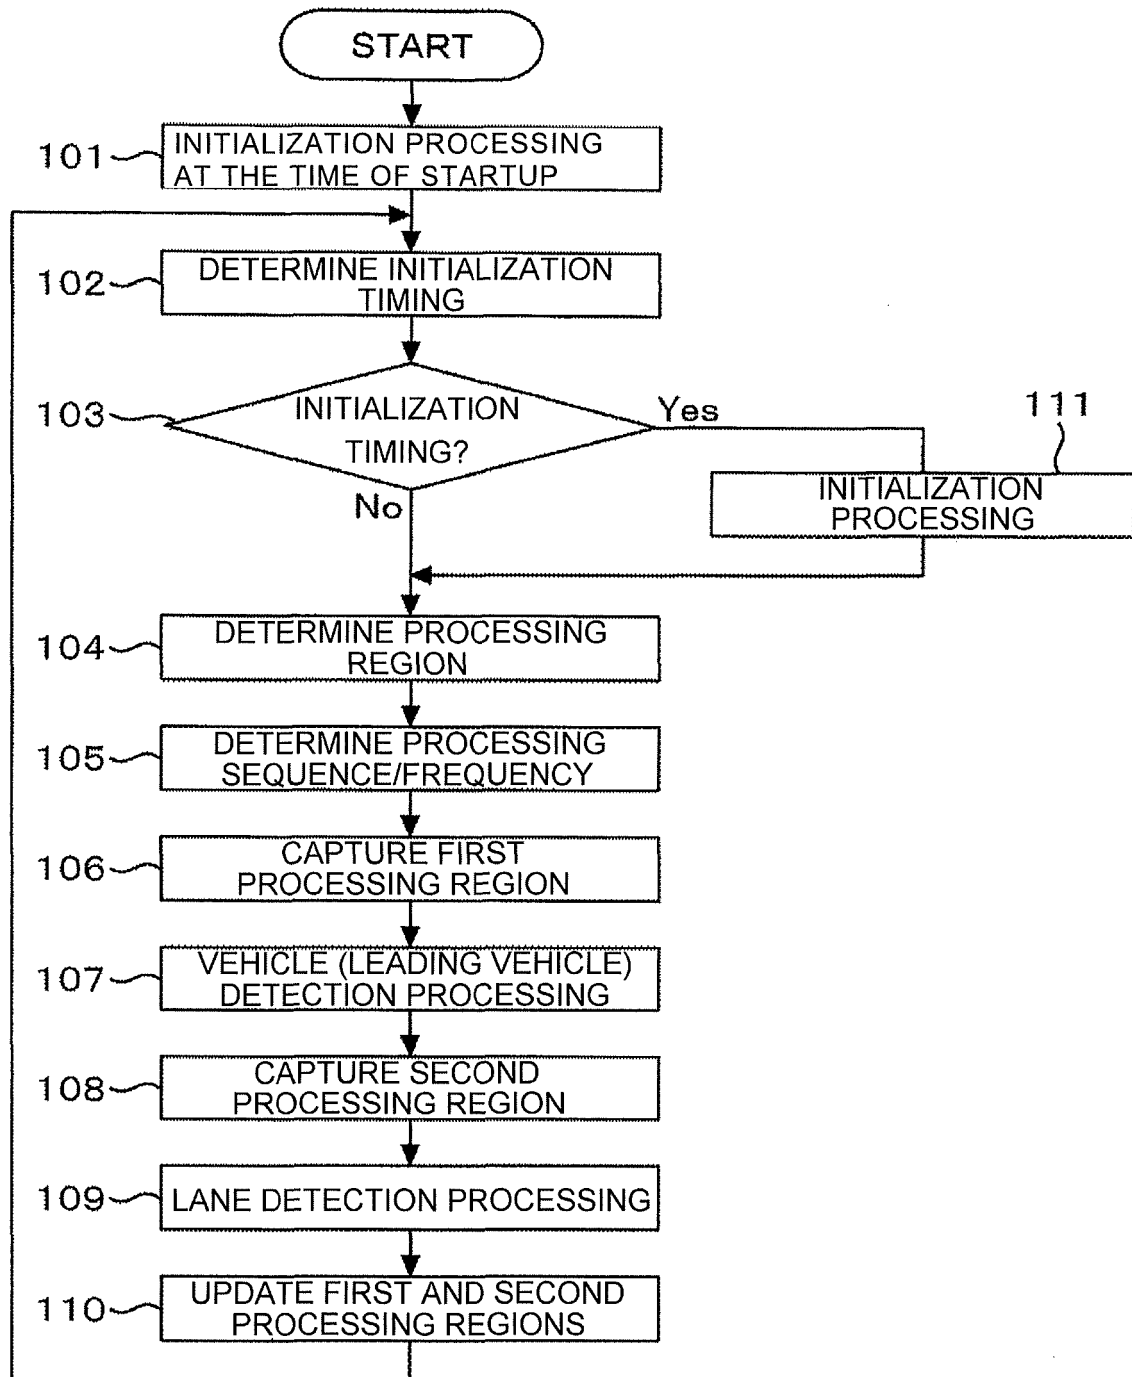 START
101
INITIALIZATION PROCESSING
AT THE TIME OF STARTUP
102
DETERMINE INITIALIZATION
TIMING
103
INITIALIZATION
TIMING?
Yes
No
111
INITIALIZATION
PROCESSING
104
DETERMINE PROCESSING
REGION
105
DETERMINE PROCESSING
SEQUENCE/FREQUENCY
106
CAPTURE FIRST
PROCESSING REGION
107
VEHICLE (LEADING VEHICLE)
DETECTION PROCESSING
108
CAPTURE SECOND
PROCESSING REGION
109
LANE DETECTION PROCESSING
110
UPDATE FIRST AND SECOND
PROCESSING REGIONS